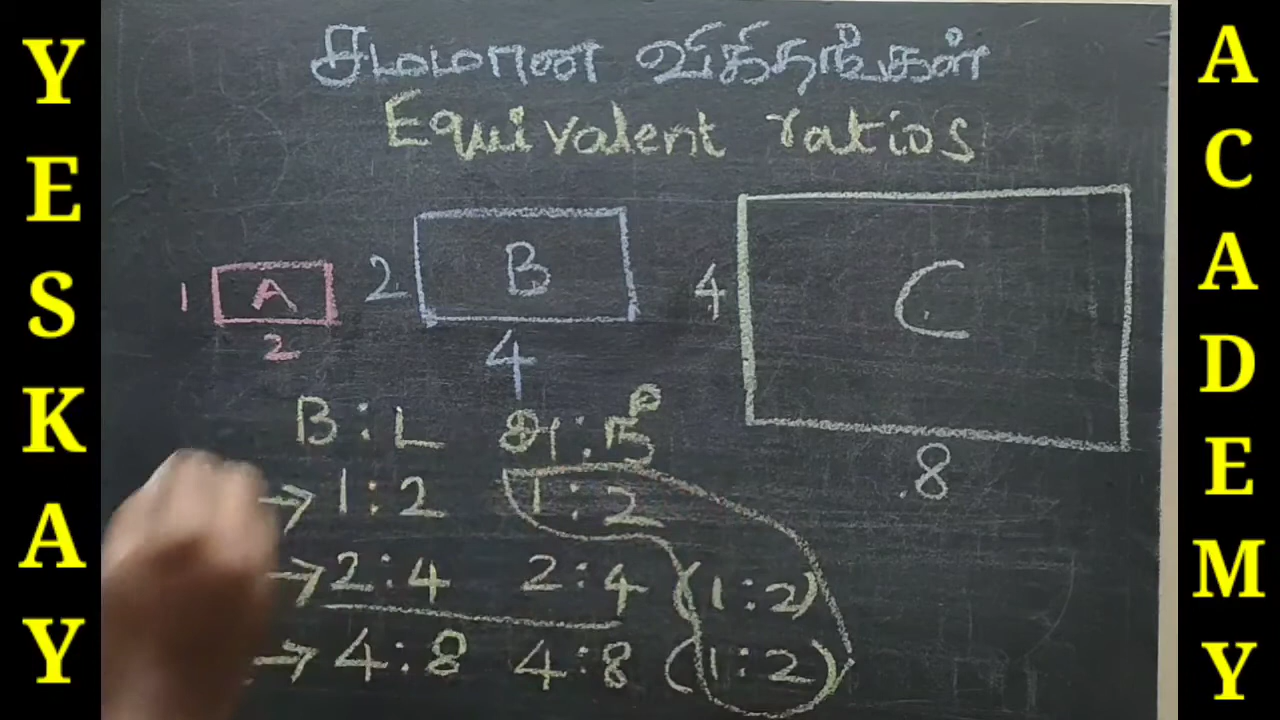 YESKAY
சமமான விகிதங்கள்
Equivalent ratios
A
1
2
B
2
4
C
4
8
B : L அ : நீ
→ 1 : 2 1 : 2
→ 2 : 4 2 : 4 (1 : 2)
→ 4 : 8 4 : 8 (1 : 2)
ACADEMY